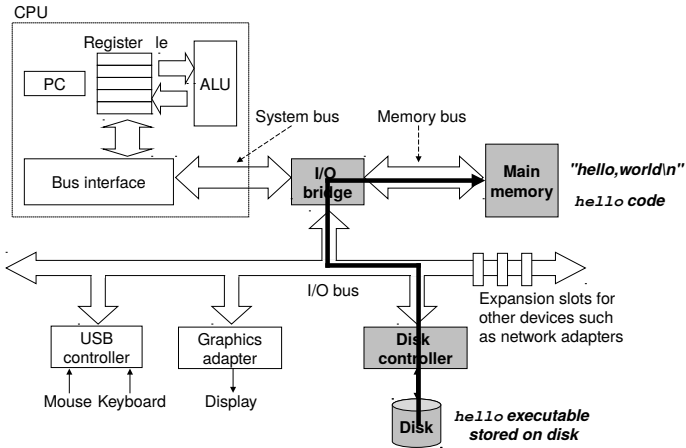 CPU
Register le
PC
ALU
System bus
Memory bus
Bus interface
I/O
bridge
Main
memory
"hello,world\n"
hello code
I/O bus
Expansion slots for
other devices such
as network adapters
USB
controller
Graphics
adapter
Disk
controller
Mouse Keyboard
Display
Disk
hello executable
stored on disk